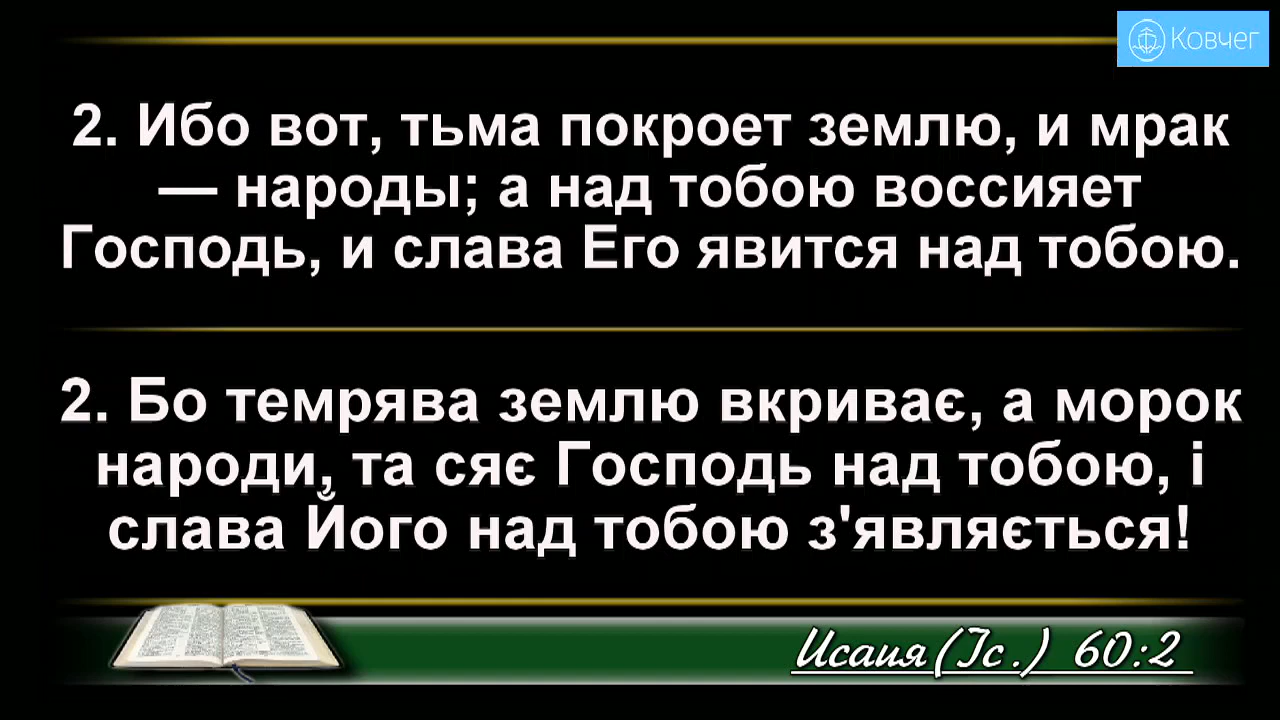 Ковчег
2. Ибо вот, тьма покроет землю, и мрак
— народы; а над тобою воссияет
Господь, и слава Его явится над тобою.
2. Бо темрява землю вкриває, а морок
народи, та сяє Господь над тобою, і
слава Його над тобою з'являється!
Исаия (Іс.) 60:2